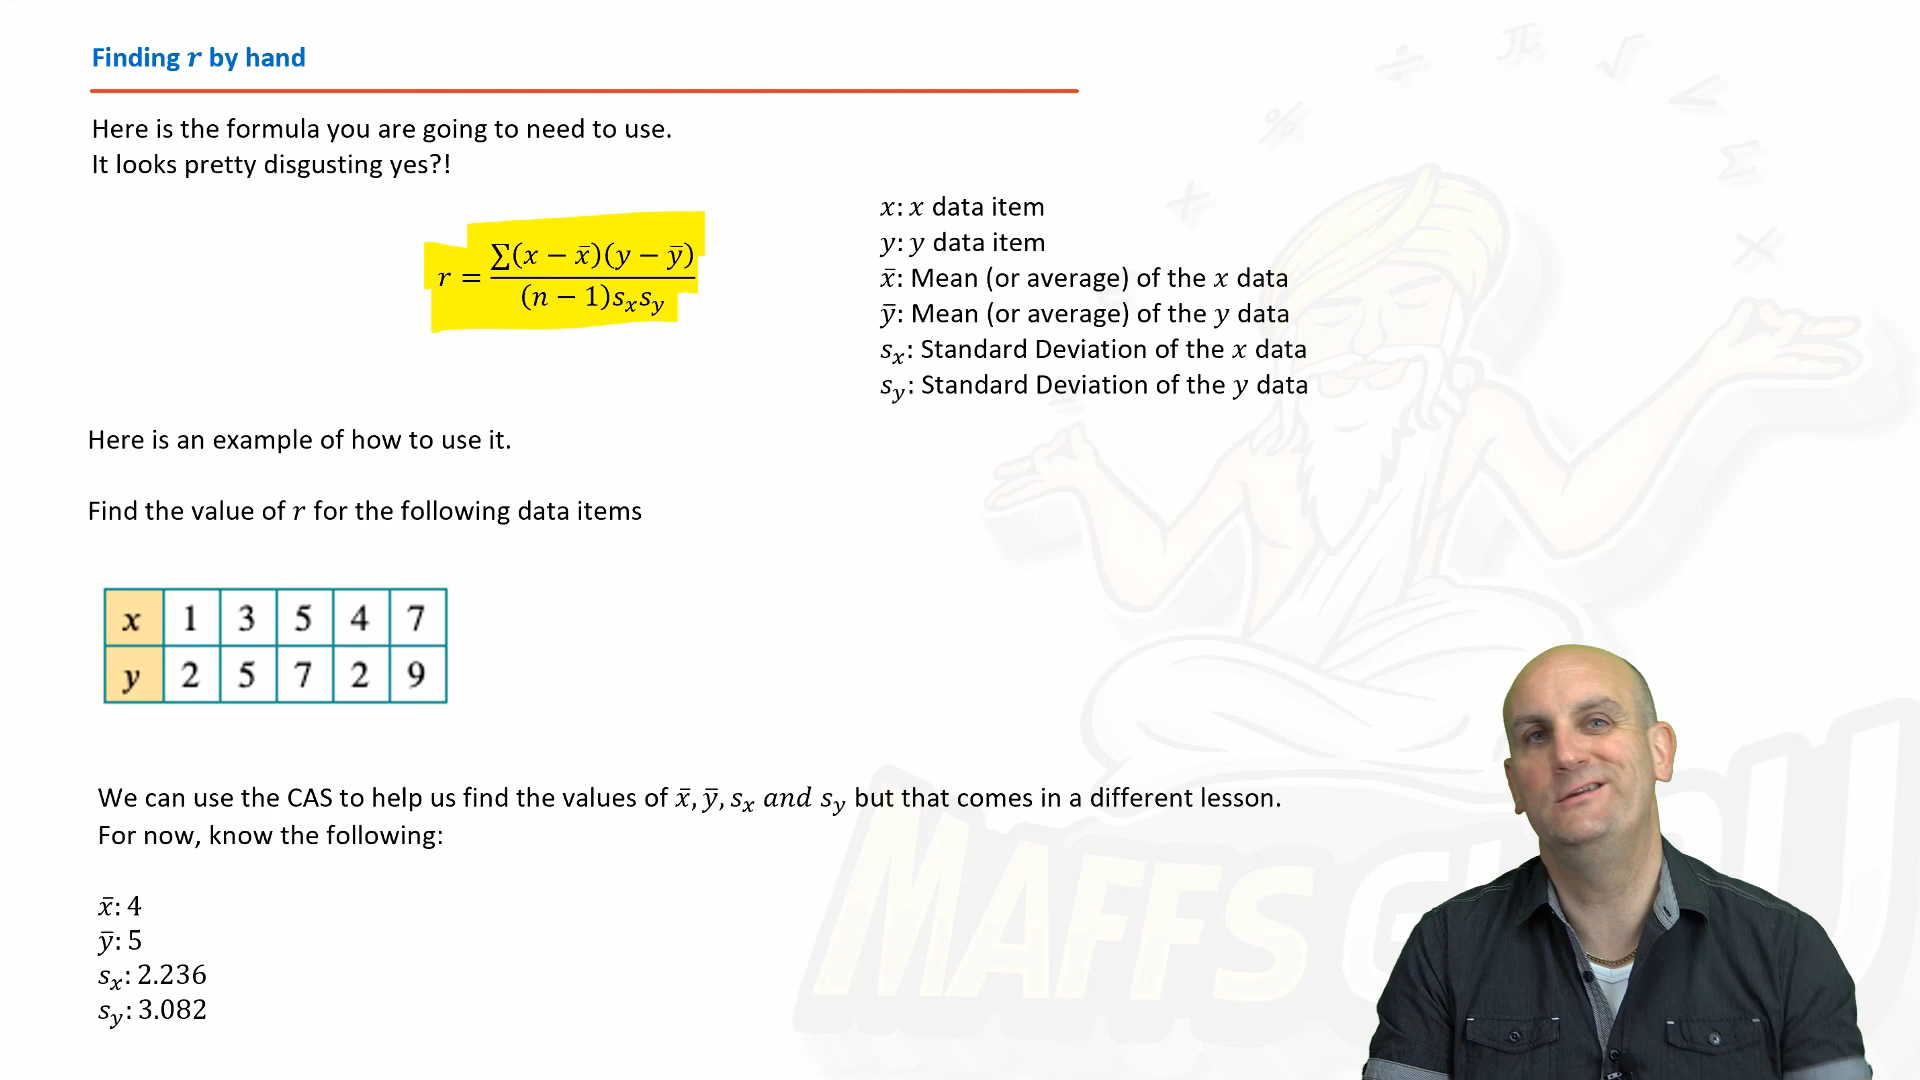 Finding r by hand
Here is the formula you are going to need to use.
It looks pretty disgusting yes?!
r = ∑(x − x̄)(y − ȳ) / (n − 1)sₓsᵧ
x: x data item
y: y data item
x̄: Mean (or average) of the x data
ȳ: Mean (or average) of the y data
sₓ: Standard Deviation of the x data
sᵧ: Standard Deviation of the y data
Here is an example of how to use it.
Find the value of r for the following data items
x 1 3 5 4 7
y 2 5 7 2 9
We can use the CAS to help us find the values of x̄, ȳ, sₓ and sᵧ but that comes in a different lesson.
For now, know the following:
x̄: 4
ȳ: 5
sₓ: 2.236
sᵧ: 3.082
÷ π √ < % Σ + ×
MAFFS G U